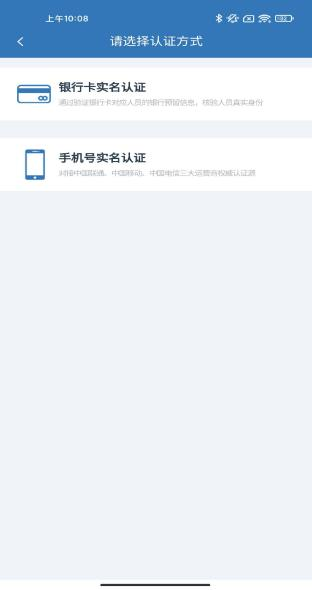 上午10:08
请选择认证方式
银行卡实名认证
通过验证银行卡对应人员的银行预留信息，核验人员真实身份
手机号实名认证
对接中国联通、中国移动、中国电信三大运营商权威认证源